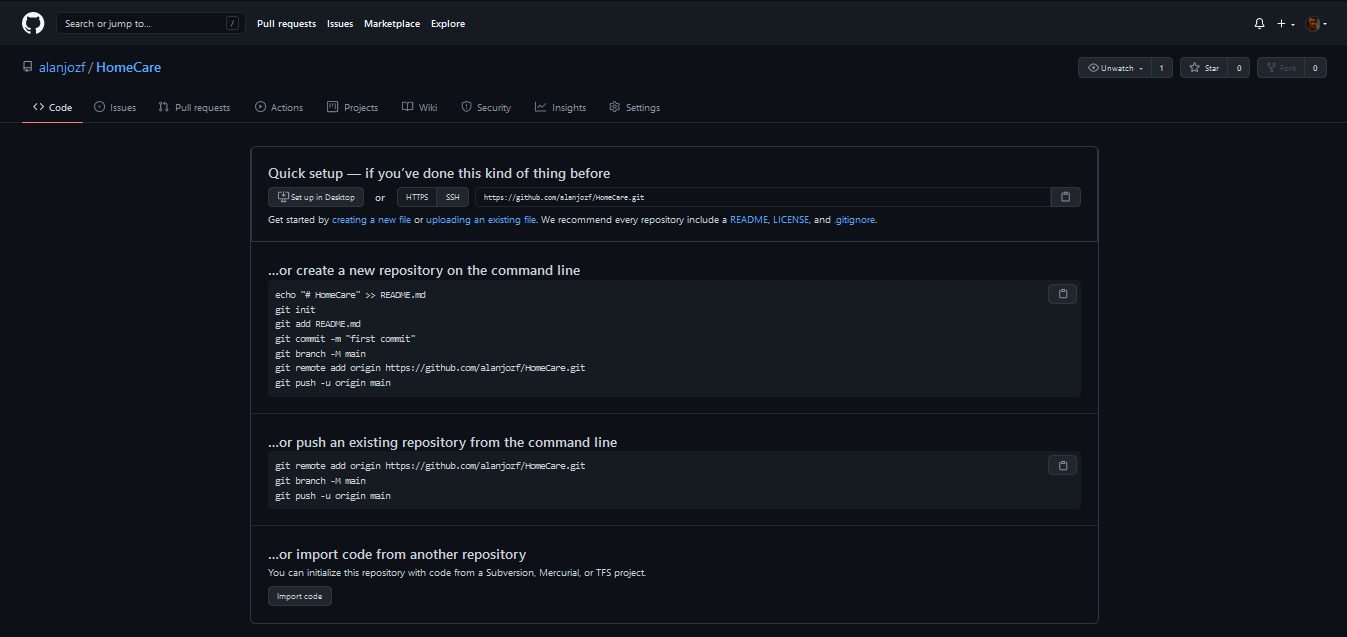 Search or jump to... /
Pull requests Issues Marketplace Explore
alanjozf / HomeCare
Unwatch 1 Star 0 Fork 0
Code Issues Pull requests Actions Projects Wiki Security Insights Settings
Quick setup — if you’ve done this kind of thing before
Set up in Desktop or HTTPS SSH https://github.com/alanjozf/HomeCare.git
Get started by creating a new file or uploading an existing file. We recommend every repository include a README, LICENSE, and .gitignore.
…or create a new repository on the command line
echo "# HomeCare" >> README.md
git init
git add README.md
git commit -m "first commit"
git branch -M main
git remote add origin https://github.com/alanjozf/HomeCare.git
git push -u origin main
…or push an existing repository from the command line
git remote add origin https://github.com/alanjozf/HomeCare.git
git branch -M main
git push -u origin main
…or import code from another repository
You can initialize this repository with code from a Subversion, Mercurial, or TFS project.
Import code